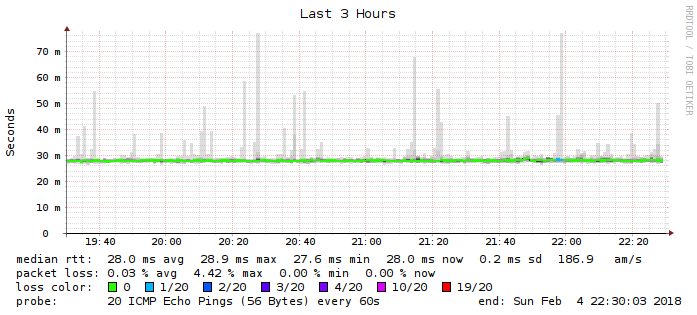 Last 3 Hours
RRDTOOL / TOBI OETIKER
Seconds
70 m
60 m
50 m
40 m
30 m
20 m
10 m
0
19:40 20:00 20:20 20:40 21:00 21:20 21:40 22:00 22:20
median rtt: 28.0 ms avg 28.9 ms max 27.6 ms min 28.0 ms now 0.2 ms sd 186.9 am/s
packet loss: 0.03 % avg 4.42 % max 0.00 % min 0.00 % now
loss color: 0 1/20 2/20 3/20 4/20 10/20 19/20
probe: 20 ICMP Echo Pings (56 Bytes) every 60s end: Sun Feb 4 22:30:03 2018